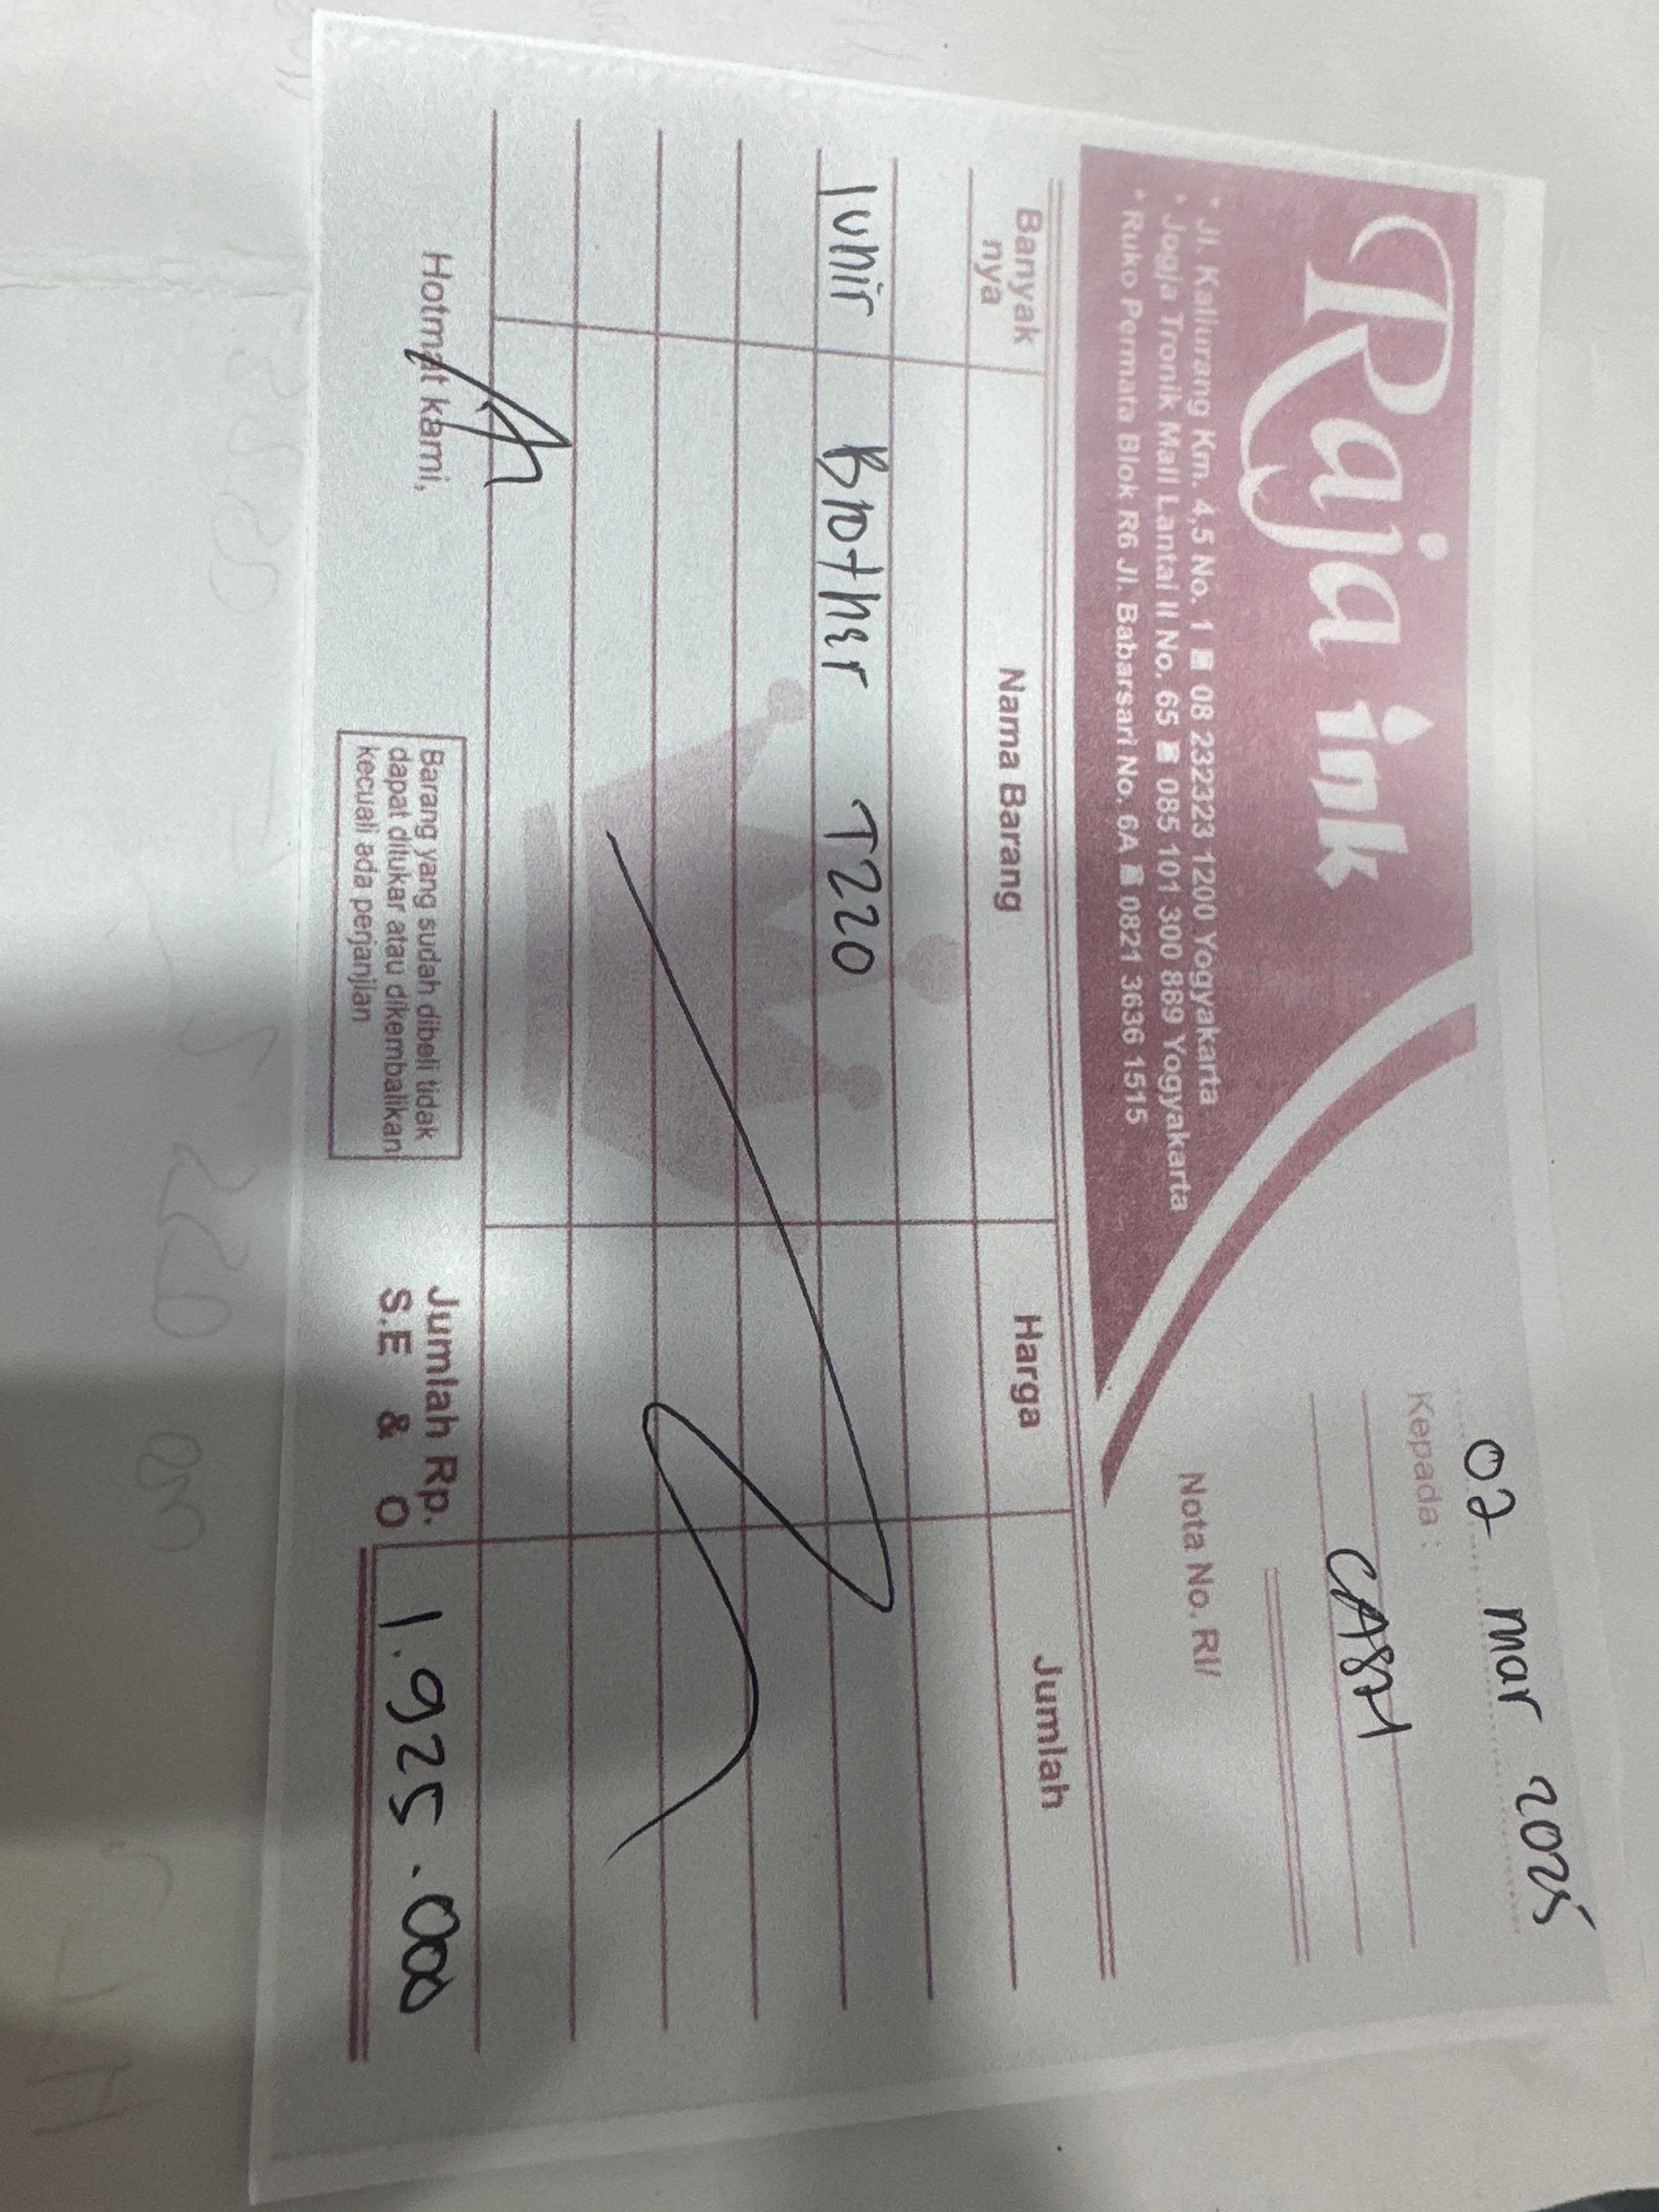 02 Mar 2025
Kepada :
CASH
Raja ink
* Jl. Kaliurang Km. 4,5 No. 1 08 232323 1200 Yogyakarta
* Jogja Tronik Mall Lantai II No. 65 085 101 300 889 Yogyakarta
* Ruko Permata Blok R6 Jl. Babarsari No. 6A 0821 3636 1515
Nota No. RI/
Banyak nya Nama Barang Harga Jumlah
1 unit Brother T220
Hotmat kami,
Barang yang sudah dibeli tidak
dapat ditukar atau dikembalikan
kecuali ada perjanjian
Jumlah Rp. 1.925.000
S.E & O